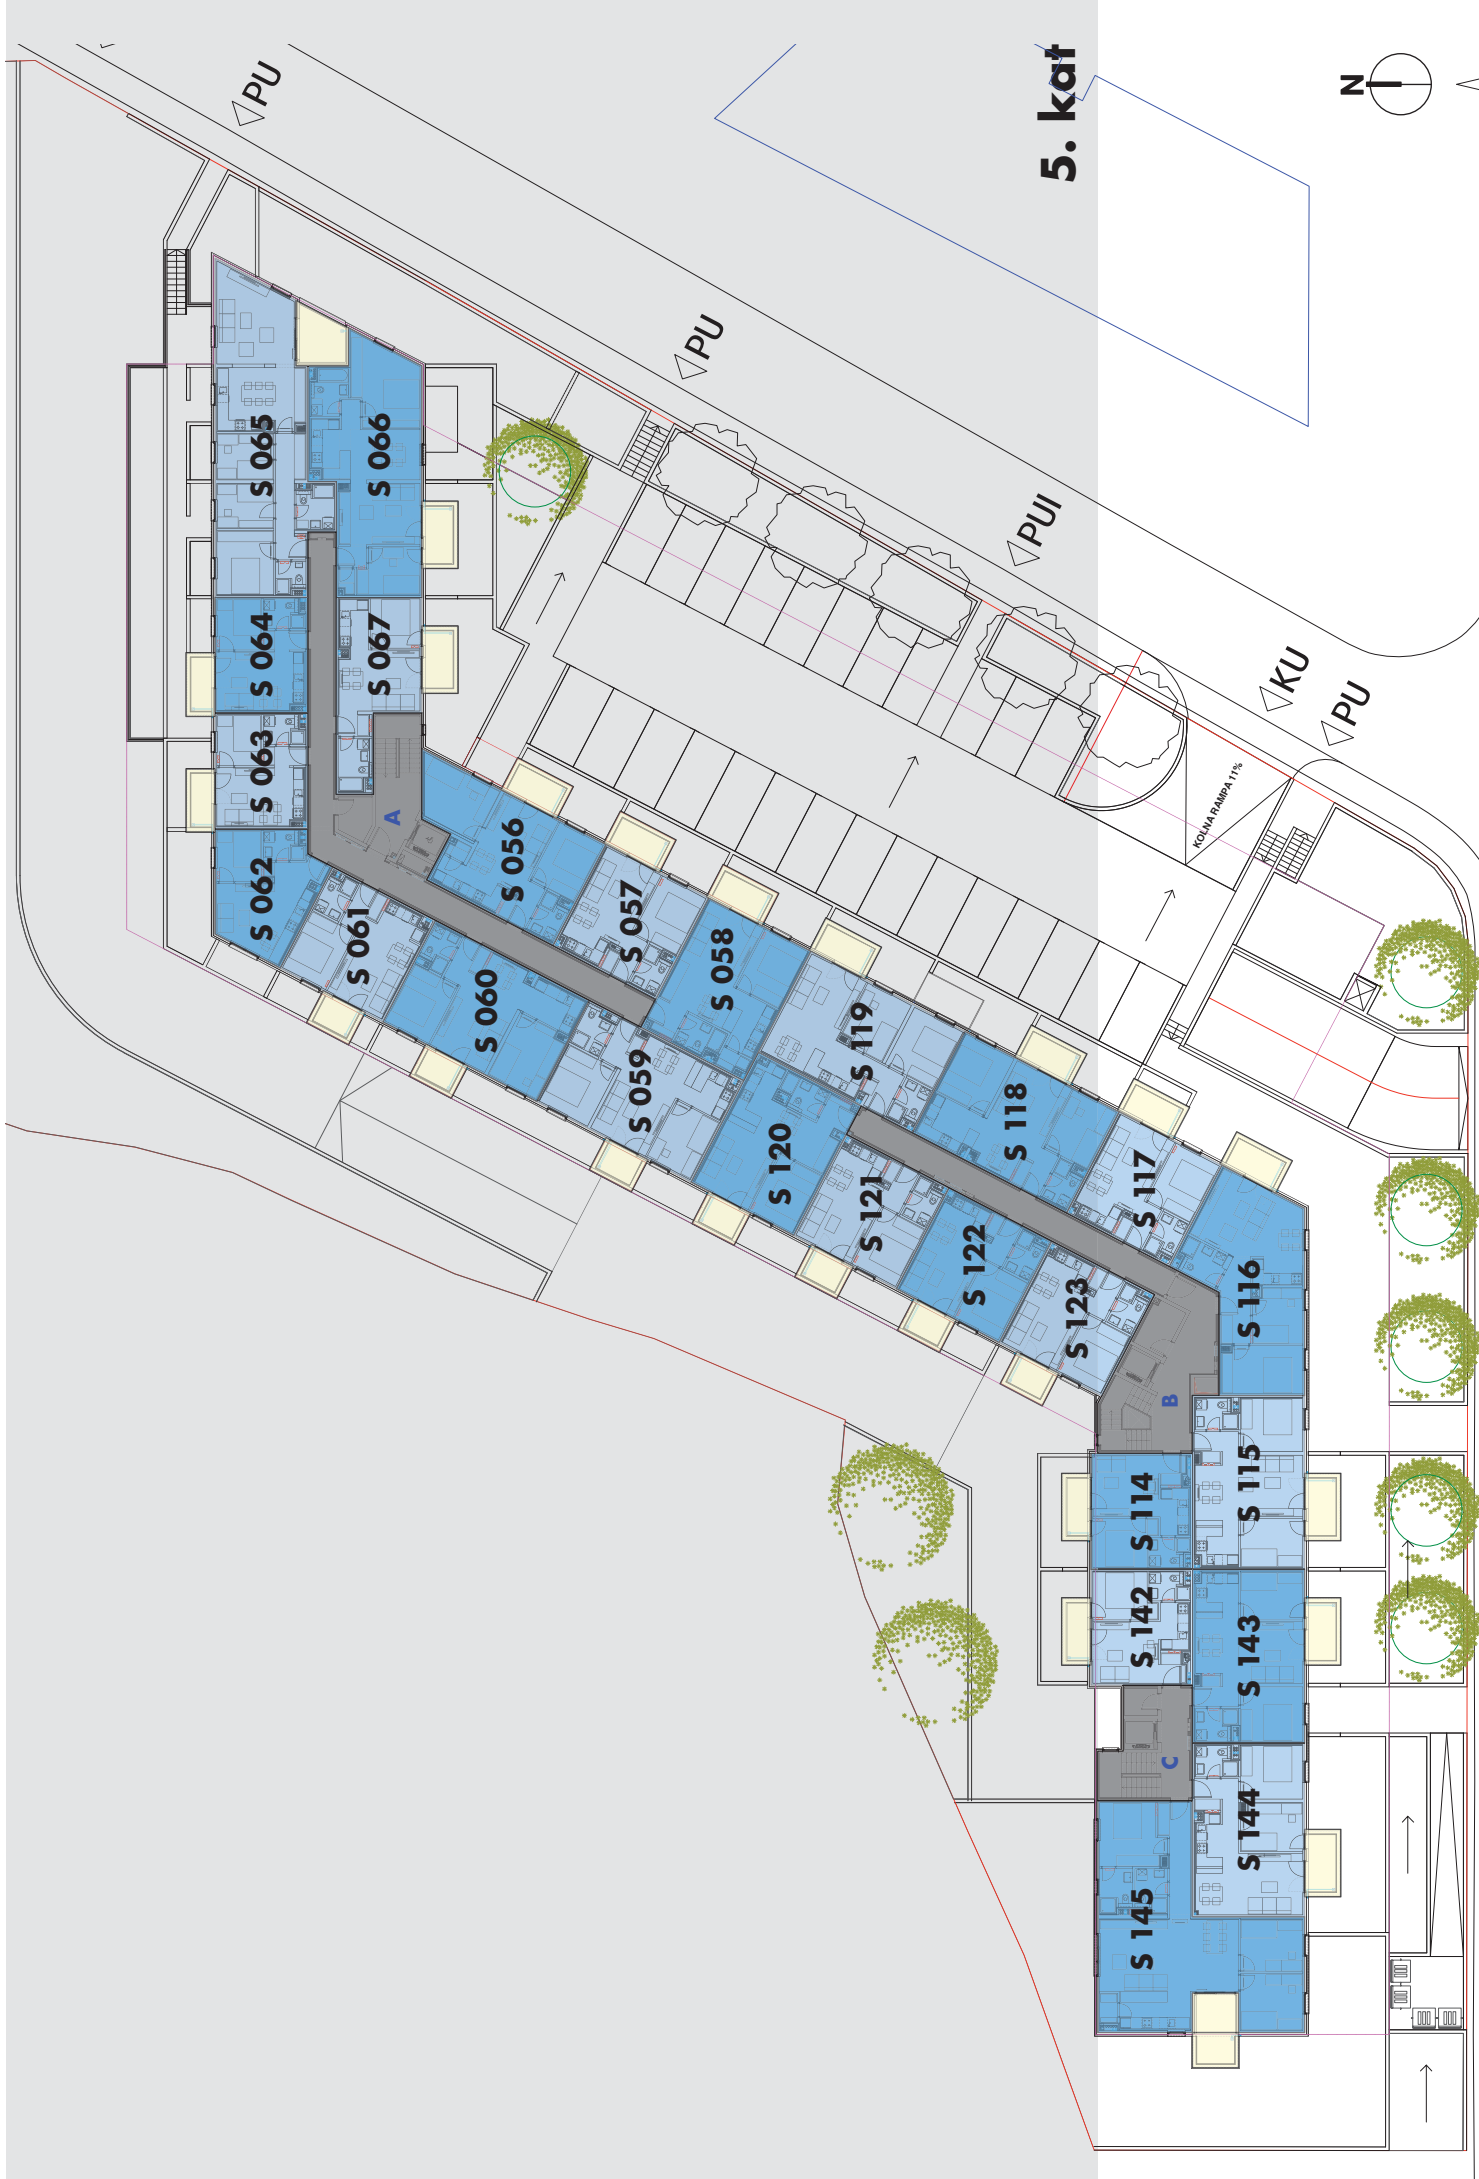 5. kat
N
PU
PU
PUI
KU
PU
KOLNA RAMPA 11%
S 065
S 066
S 064
S 067
S 063
S 062
S 061
A
S 056
S 057
S 060
S 058
S 059
S 119
S 120
S 118
S 121
S 117
S 122
S 123
S 116
B
S 114
S 115
S 142
S 143
C
S 144
S 145